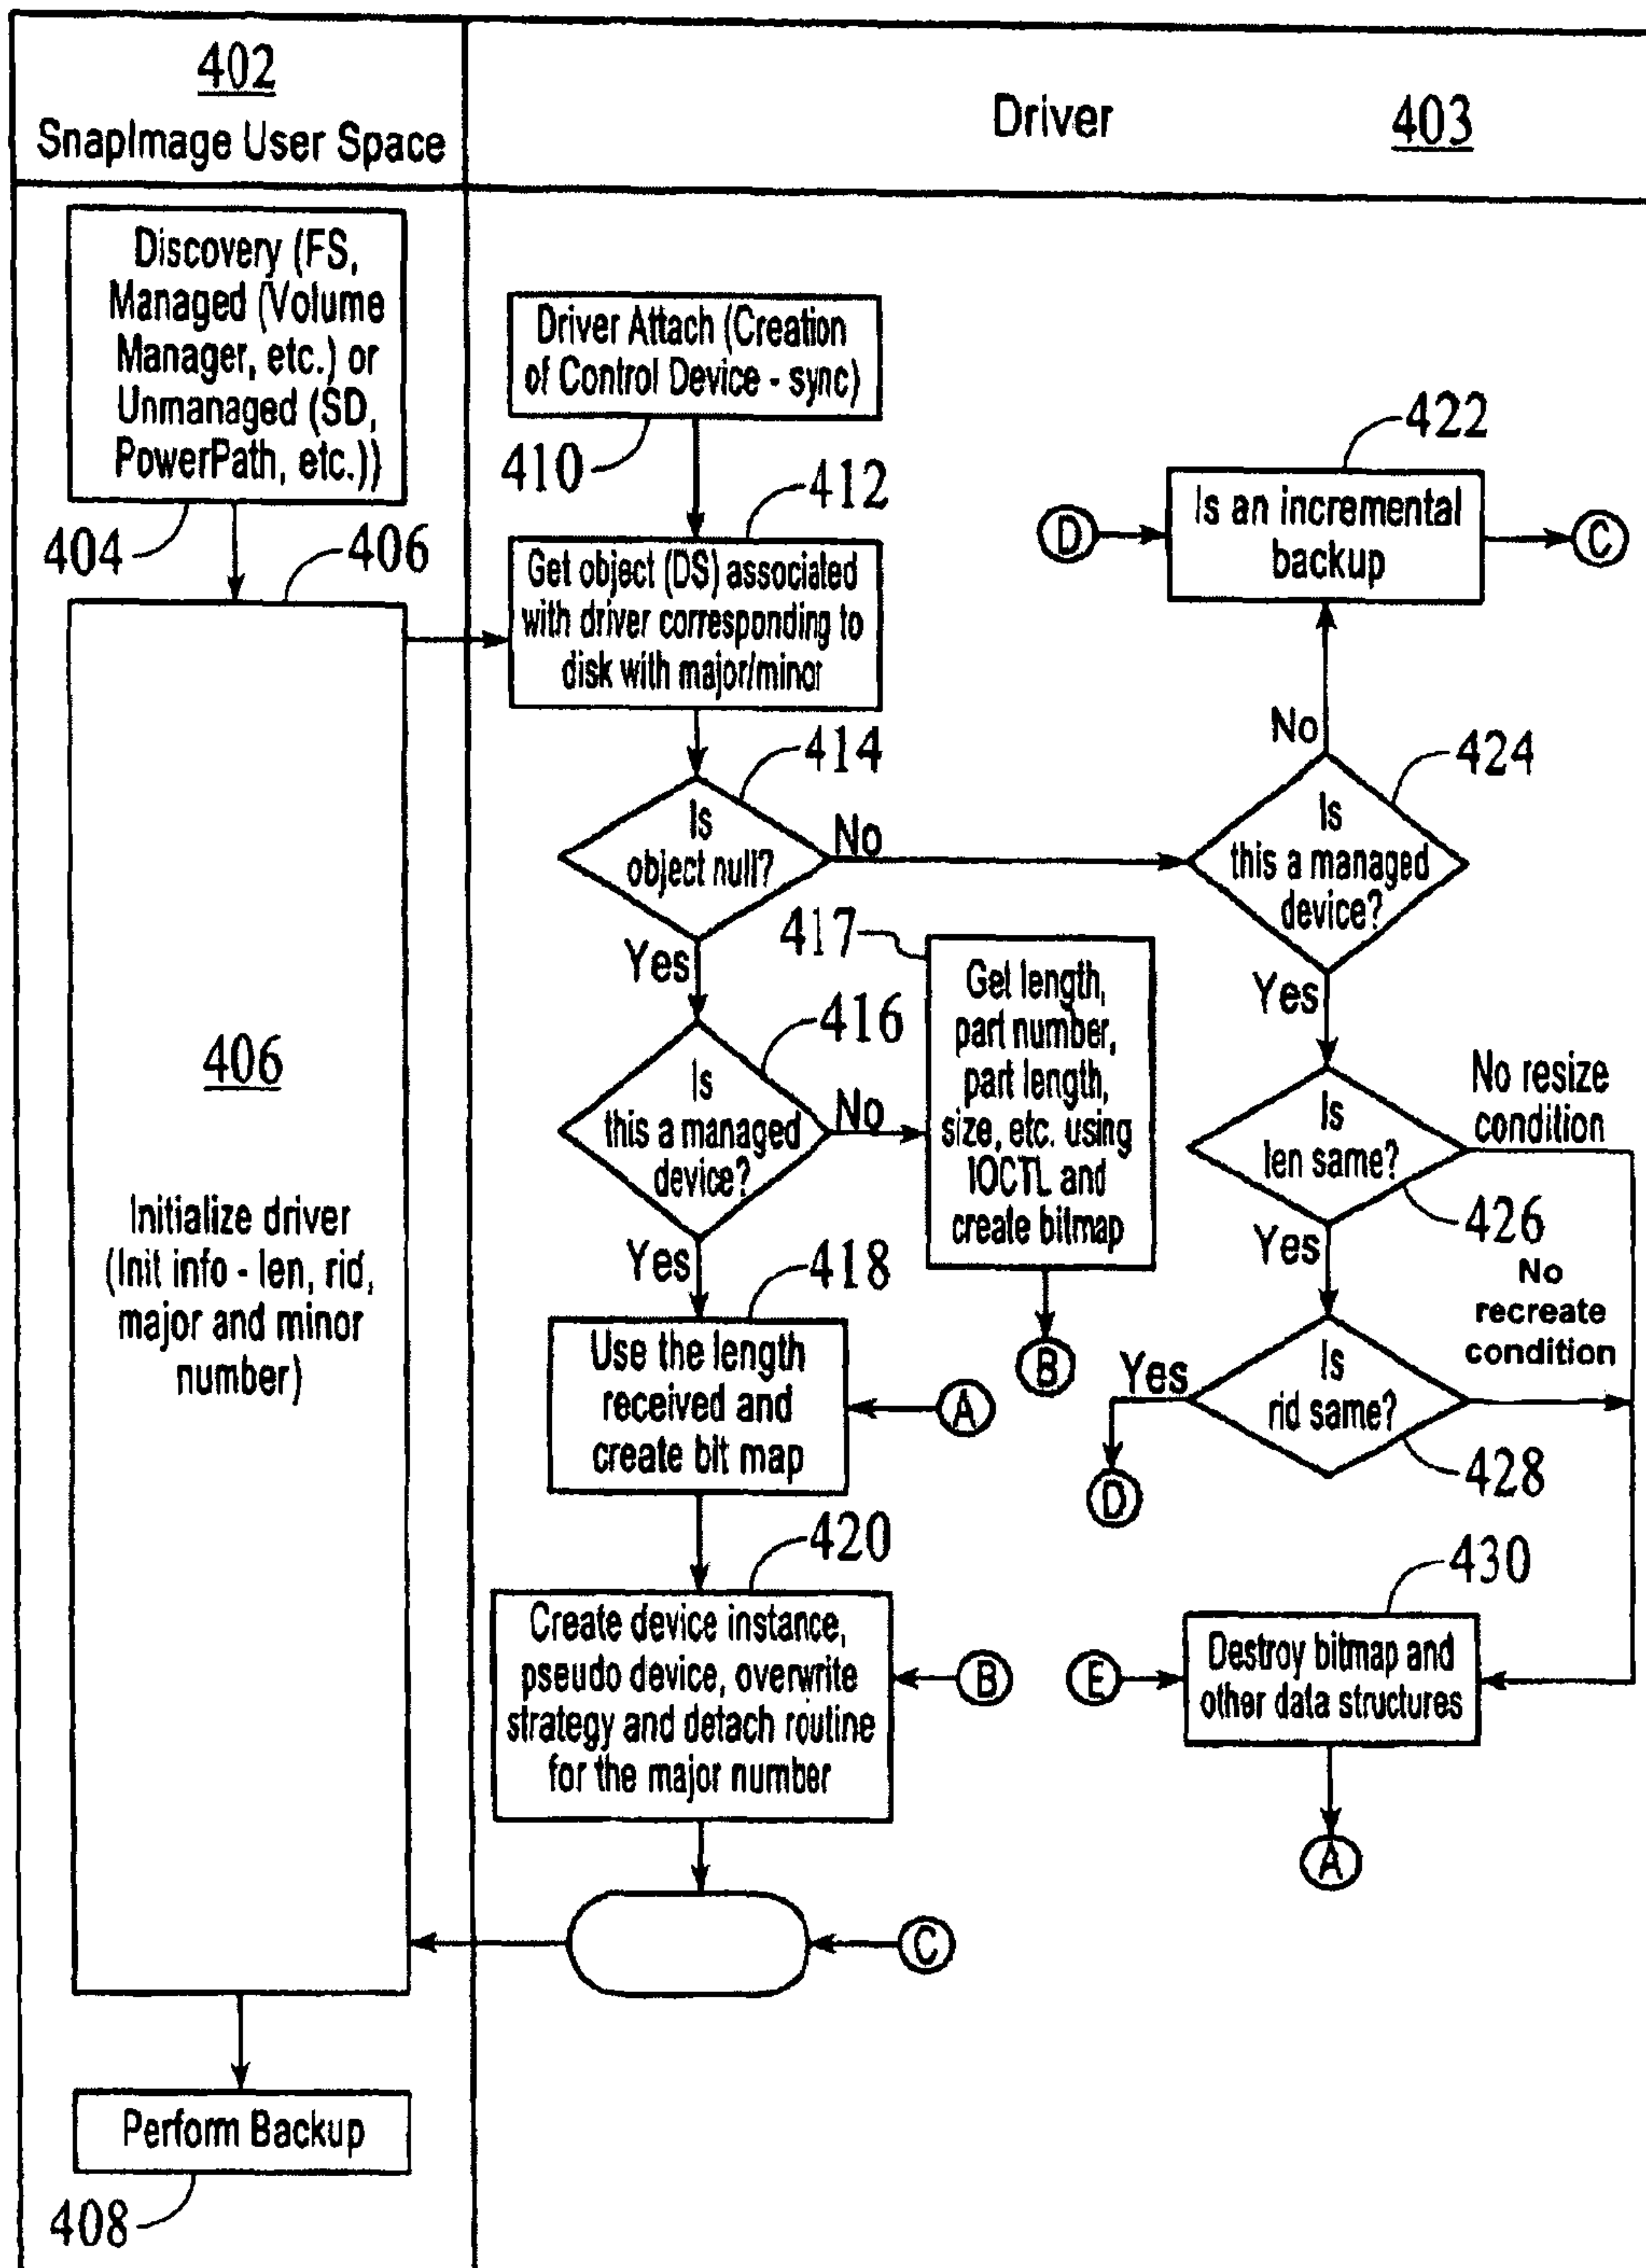 402
SnapImage User Space
Driver
403
Discovery (FS,
Managed (Volume
Manager, etc.) or
Unmanaged (SD,
PowerPath, etc.))
404
406
406
Initialize driver
(Init info - len, rid,
major and minor
number)
Perform Backup
408
Driver Attach (Creation
of Control Device - sync)
410
412
Get object (DS) associated
with driver corresponding to
disk with major/minor
414
Is
object null?
No
Yes
416
Is
this a managed
device?
No
Yes
417
Get length,
part number,
part length,
size, etc. using
IOCTL and
create bitmap
B
418
Use the length
received and
create bit map
A
420
Create device instance,
pseudo device, overwrite
strategy and detach routine
for the major number
B
C
422
D
Is an incremental
backup
C
No
424
Is
this a managed
device?
Yes
Is
len same?
No resize
condition
426
Yes
No
recreate
condition
Is
rid same?
Yes
428
D
430
E
Destroy bitmap and
other data structures
A